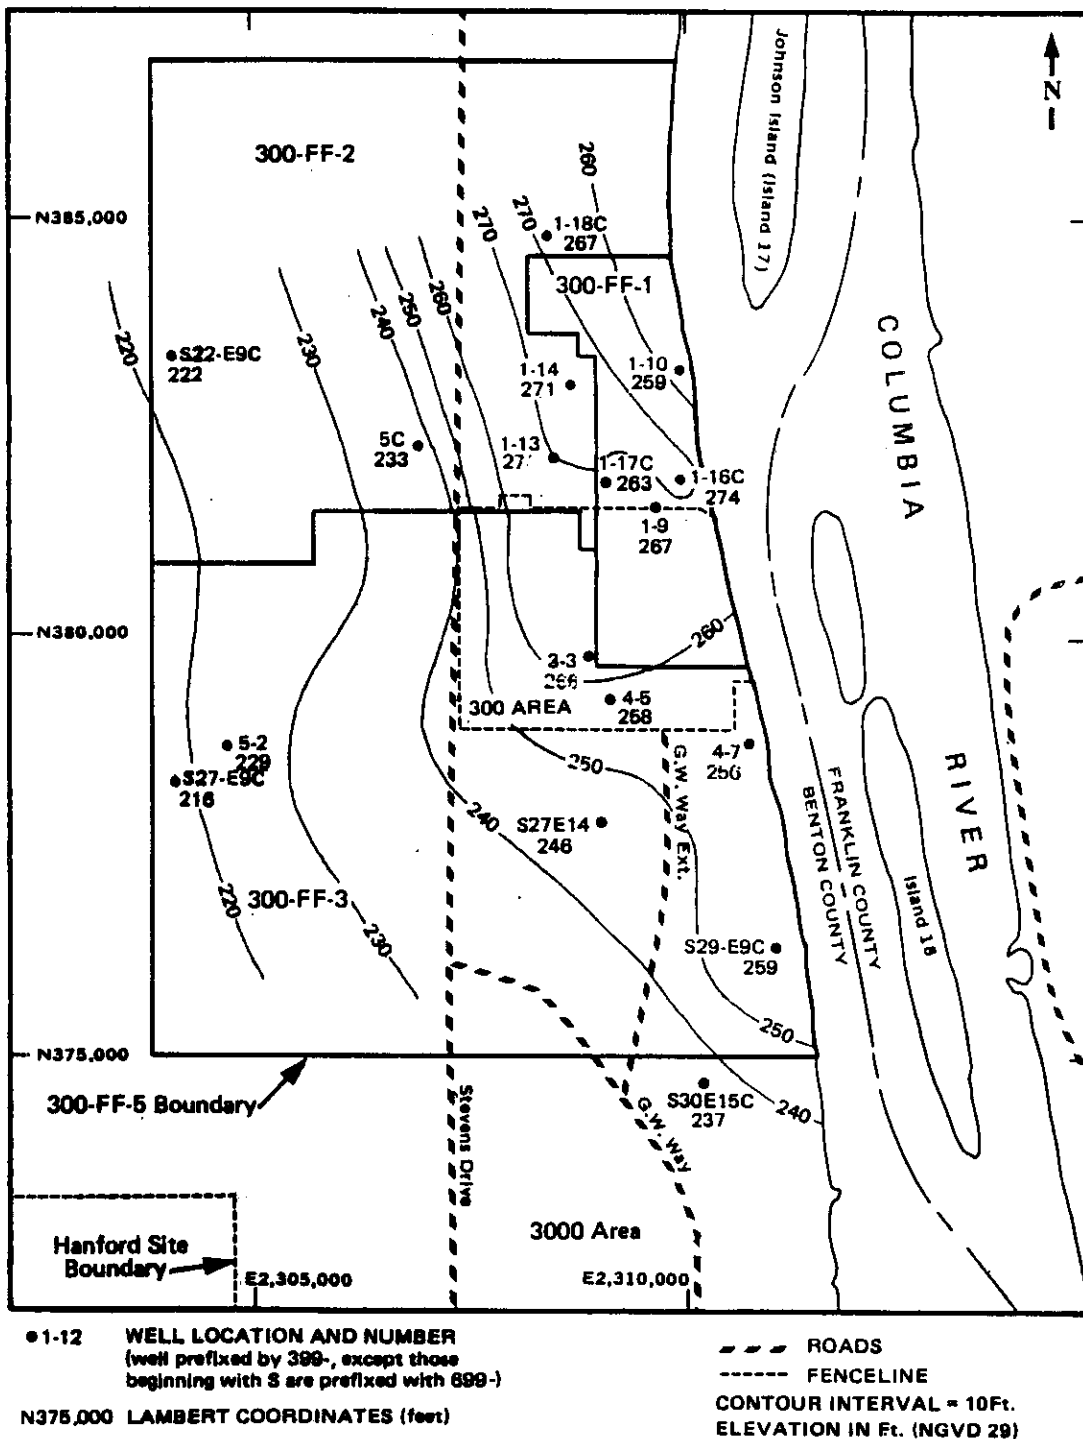 Johnson Island (Island 17)
N
300-FF-2
260
N385,000
270
270
1-18C
267
300-FF-1
240
250
260
220
S22-E9C
222
230
1-14
271
1-10
259
COLUMBIA
5C
233
1-13
1-17C
263
1-16C
274
1-9
267
N380,000
260
3-3
266
300 AREA
4-5
258
5-2
229
S27-E9C
216
250
G.W. Way Ext.
4-7
FRANKLIN COUNTY
BENTON COUNTY
RIVER
240
S27E14
246
220
300-FF-3
230
Island 18
S29-E9C
259
250
N375,000
300-FF-5 Boundary
Stevens Drive
G.W. Way
S30E15C
237
240
Hanford Site
Boundary
3000 Area
E2,305,000
E2,310,000
1-12 WELL LOCATION AND NUMBER
(well prefixed by 399-, except those
beginning with S are prefixed with 699-)
N375,000 LAMBERT COORDINATES (feet)
ROADS
FENCELINE
CONTOUR INTERVAL = 10Ft.
ELEVATION IN Ft. (NGVD 29)